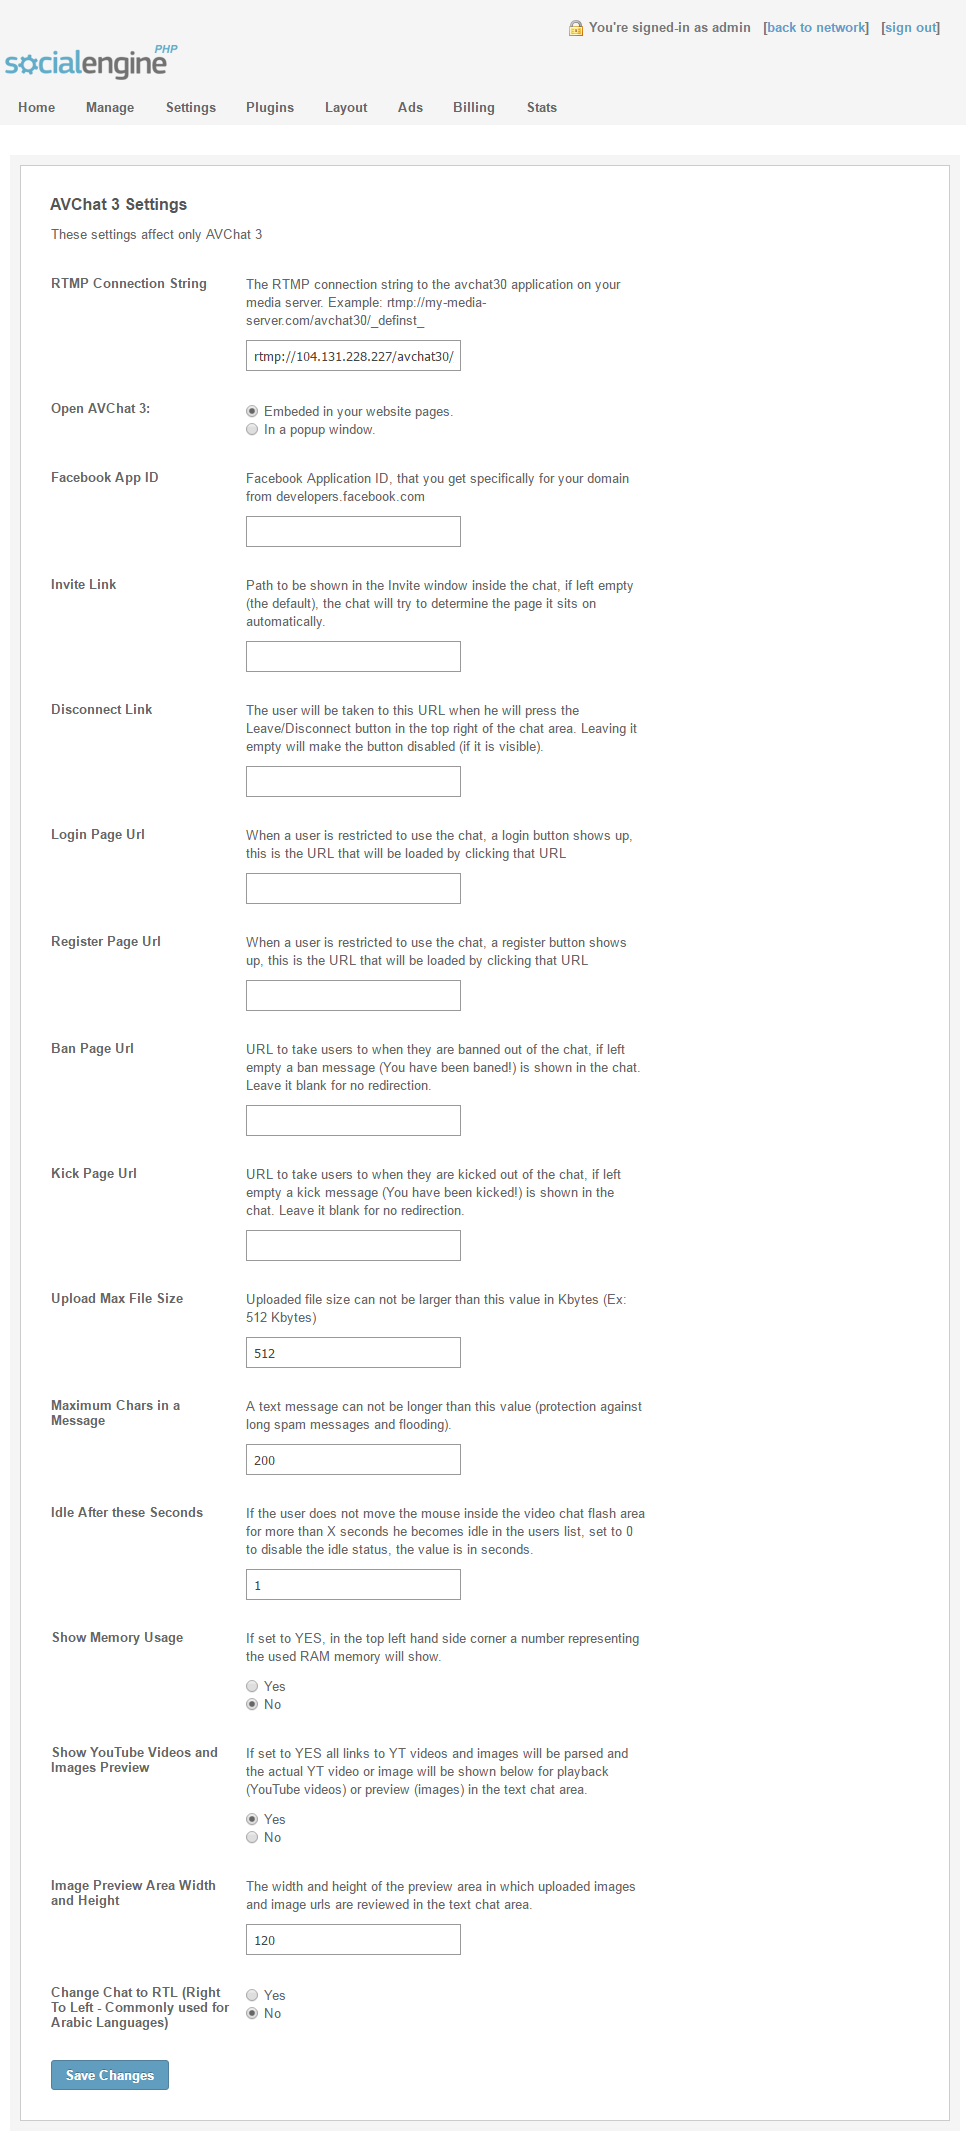 You're signed-in as admin [back to network] [sign out]
socialengine PHP
Home Manage Settings Plugins Layout Ads Billing Stats
AVChat 3 Settings
These settings affect only AVChat 3
RTMP Connection String
The RTMP connection string to the avchat30 application on your
media server. Example: rtmp://my-media-
server.com/avchat30/_definst_
rtmp://104.131.228.227/avchat30/
Open AVChat 3:
Embeded in your website pages.
In a popup window.
Facebook App ID
Facebook Application ID, that you get specifically for your domain
from developers.facebook.com
Invite Link
Path to be shown in the Invite window inside the chat, if left empty
(the default), the chat will try to determine the page it sits on
automatically.
Disconnect Link
The user will be taken to this URL when he will press the
Leave/Disconnect button in the top right of the chat area. Leaving it
empty will make the button disabled (if it is visible).
Login Page Url
When a user is restricted to use the chat, a login button shows up,
this is the URL that will be loaded by clicking that URL
Register Page Url
When a user is restricted to use the chat, a register button shows
up, this is the URL that will be loaded by clicking that URL
Ban Page Url
URL to take users to when they are banned out of the chat, if left
empty a ban message (You have been baned!) is shown in the chat.
Leave it blank for no redirection.
Kick Page Url
URL to take users to when they are kicked out of the chat, if left
empty a kick message (You have been kicked!) is shown in the
chat. Leave it blank for no redirection.
Upload Max File Size
Uploaded file size can not be larger than this value in Kbytes (Ex:
512 Kbytes)
512
Maximum Chars in a
Message
A text message can not be longer than this value (protection against
long spam messages and flooding).
200
Idle After these Seconds
If the user does not move the mouse inside the video chat flash area
for more than X seconds he becomes idle in the users list, set to 0
to disable the idle status, the value is in seconds.
1
Show Memory Usage
If set to YES, in the top left hand side corner a number representing
the used RAM memory will show.
Yes
No
Show YouTube Videos and
Images Preview
If set to YES all links to YT videos and images will be parsed and
the actual YT video or image will be shown below for playback
(YouTube videos) or preview (images) in the text chat area.
Yes
No
Image Preview Area Width
and Height
The width and height of the preview area in which uploaded images
and image urls are reviewed in the text chat area.
120
Change Chat to RTL (Right
To Left - Commonly used for
Arabic Languages)
Yes
No
Save Changes